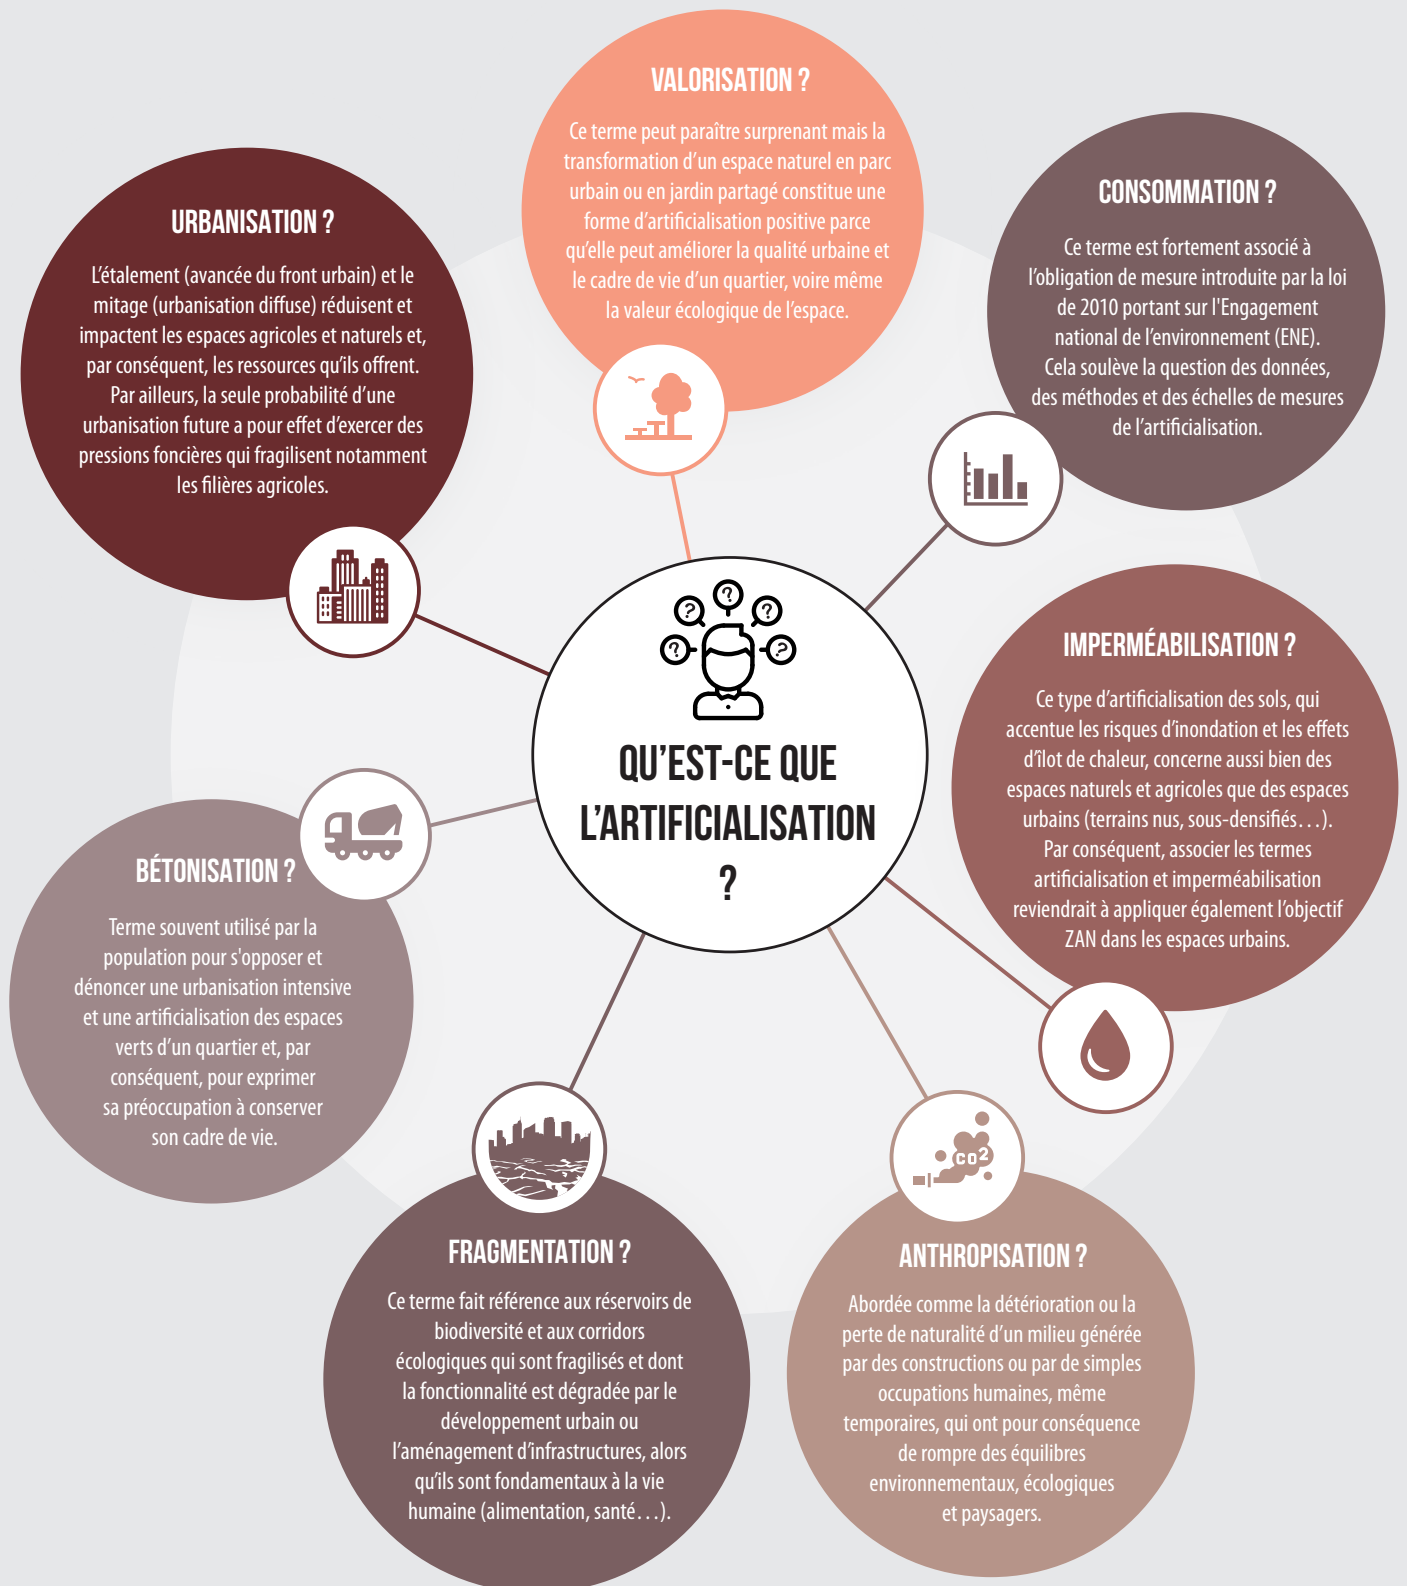 VALORISATION ?
Ce terme peut paraître surprenant mais la
transformation d’un espace naturel en parc
urbain ou en jardin partagé constitue une
forme d’artificialisation positive parce
qu’elle peut améliorer la qualité urbaine et
le cadre de vie d’un quartier, voire même
la valeur écologique de l’espace.
CONSOMMATION ?
Ce terme est fortement associé à
l’obligation de mesure introduite par la loi
de 2010 portant sur l'Engagement
national de l’environnement (ENE).
Cela soulève la question des données,
des méthodes et des échelles de mesures
de l’artificialisation.
URBANISATION ?
L’étalement (avancée du front urbain) et le
mitage (urbanisation diffuse) réduisent et
impactent les espaces agricoles et naturels et,
par conséquent, les ressources qu’ils offrent.
Par ailleurs, la seule probabilité d’une
urbanisation future a pour effet d’exercer des
pressions foncières qui fragilisent notamment
les filières agricoles.
? ? ? ? ?
QU’EST-CE QUE
L’ARTIFICIALISATION
?
IMPERMÉABILISATION ?
Ce type d’artificialisation des sols, qui
accentue les risques d’inondation et les effets
d’îlot de chaleur, concerne aussi bien des
espaces naturels et agricoles que des espaces
urbains (terrains nus, sous-densifiés…).
Par conséquent, associer les termes
artificialisation et imperméabilisation
reviendrait à appliquer également l’objectif
ZAN dans les espaces urbains.
BÉTONISATION ?
Terme souvent utilisé par la
population pour s'opposer et
dénoncer une urbanisation intensive
et une artificialisation des espaces
verts d’un quartier et, par
conséquent, pour exprimer
sa préoccupation à conserver
son cadre de vie.
FRAGMENTATION ?
Ce terme fait référence aux réservoirs de
biodiversité et aux corridors
écologiques qui sont fragilisés et dont
la fonctionnalité est dégradée par le
développement urbain ou
l’aménagement d’infrastructures, alors
qu’ils sont fondamentaux à la vie
humaine (alimentation, santé…).
CO2
ANTHROPISATION ?
Abordée comme la détérioration ou la
perte de naturalité d’un milieu générée
par des constructions ou par de simples
occupations humaines, même
temporaires, qui ont pour conséquence
de rompre des équilibres
environnementaux, écologiques
et paysagers.